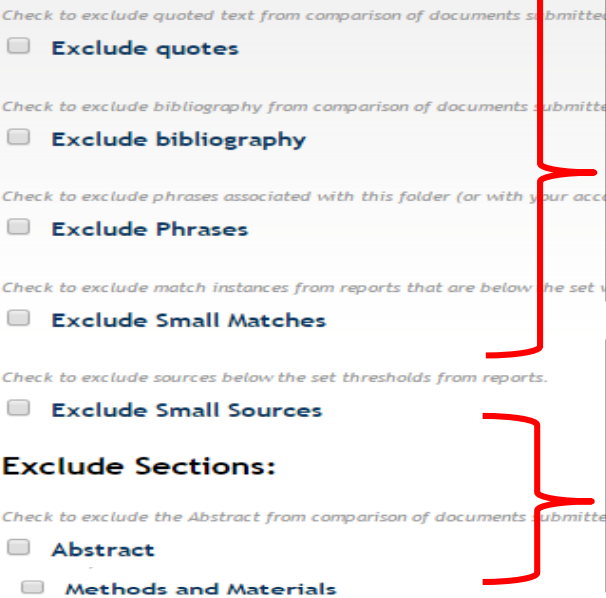 Check to exclude quoted text from comparison of documents submitted
Exclude quotes
Check to exclude bibliography from comparison of documents submitte
Exclude bibliography
Check to exclude phrases associated with this folder (or with your acc
Exclude Phrases
Check to exclude match instances from reports that are below the set v
Exclude Small Matches
Check to exclude sources below the set thresholds from reports.
Exclude Small Sources
Exclude Sections:
Check to exclude the Abstract from comparison of documents submitte
Abstract
Methods and Materials